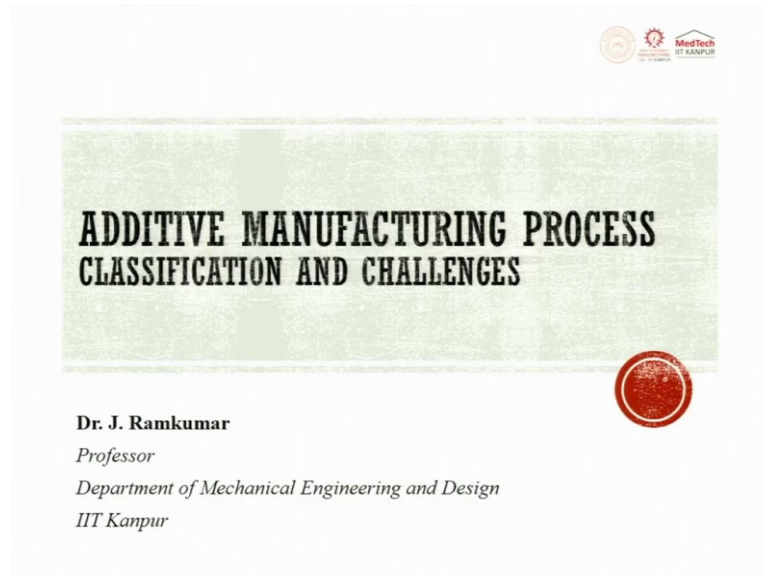 MedTech
IIT KANPUR
ADDITIVE MANUFACTURING PROCESS
CLASSIFICATION AND CHALLENGES
Dr. J. Ramkumar
Professor
Department of Mechanical Engineering and Design
IIT Kanpur